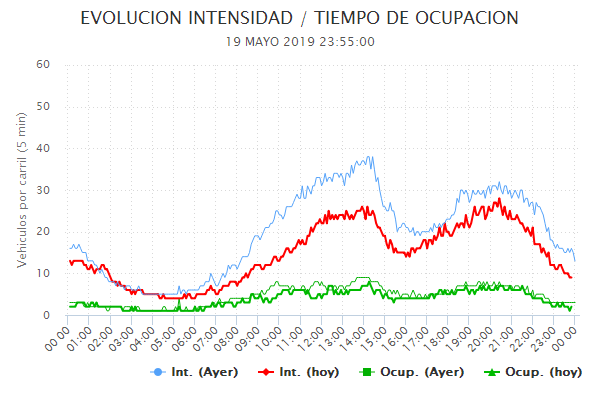 EVOLUCION INTENSIDAD / TIEMPO DE OCUPACION
19 MAYO 2019 23:55:00
60
50
40
30
20
10
0
Vehículos por carril (5 min)
00:00 01:00 02:00 03:00 04:00 05:00 06:00 07:00 08:00 09:00 10:00 11:00 12:00 13:00 14:00 15:00 16:00 17:00 18:00 19:00 20:00 21:00 22:00 23:00 00:00
Int. (Ayer) Int. (hoy) Ocup. (Ayer) Ocup. (hoy)